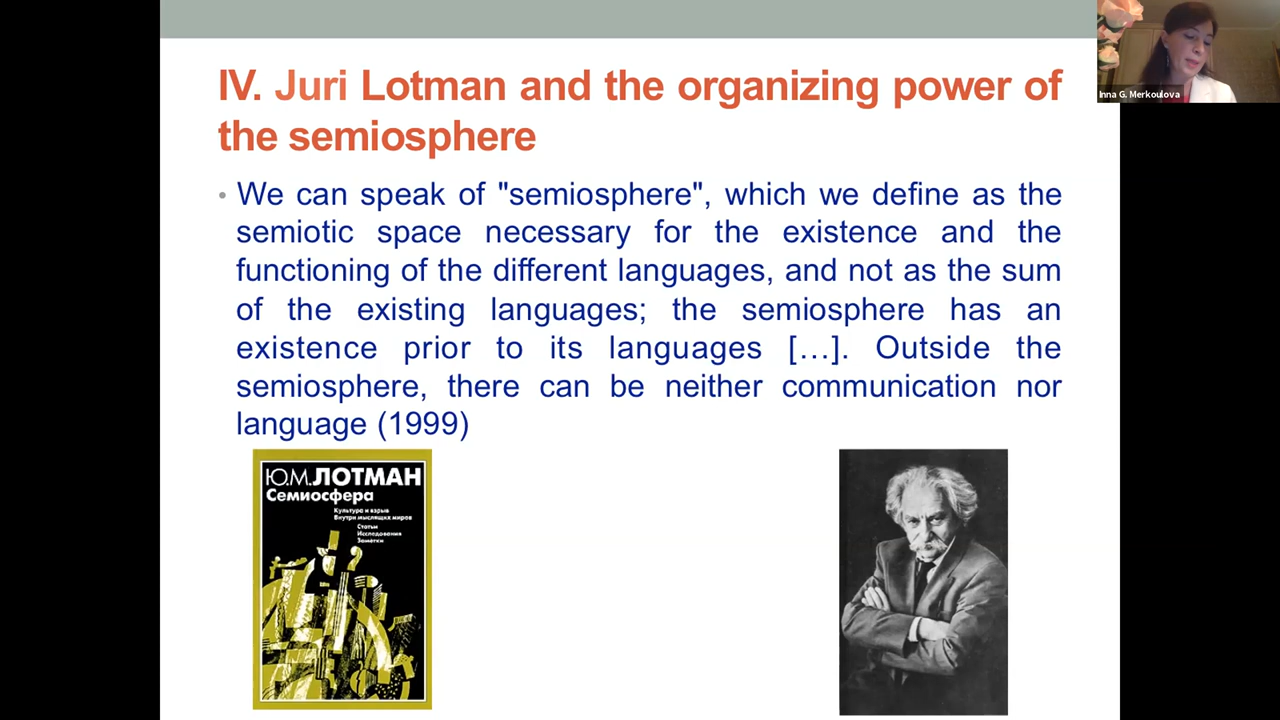 IV. Juri Lotman and the organizing power of
the semiosphere
• We can speak of "semiosphere", which we define as the
semiotic space necessary for the existence and the
functioning of the different languages, and not as the sum
of the existing languages; the semiosphere has an
existence prior to its languages […]. Outside the
semiosphere, there can be neither communication nor
language (1999)
Ю.М.ЛОТМАН
Семиосфера
Культура и взрыв
Внутри мыслящих миров
Статьи
Исследования
Заметки
Inna G. Merkoulova